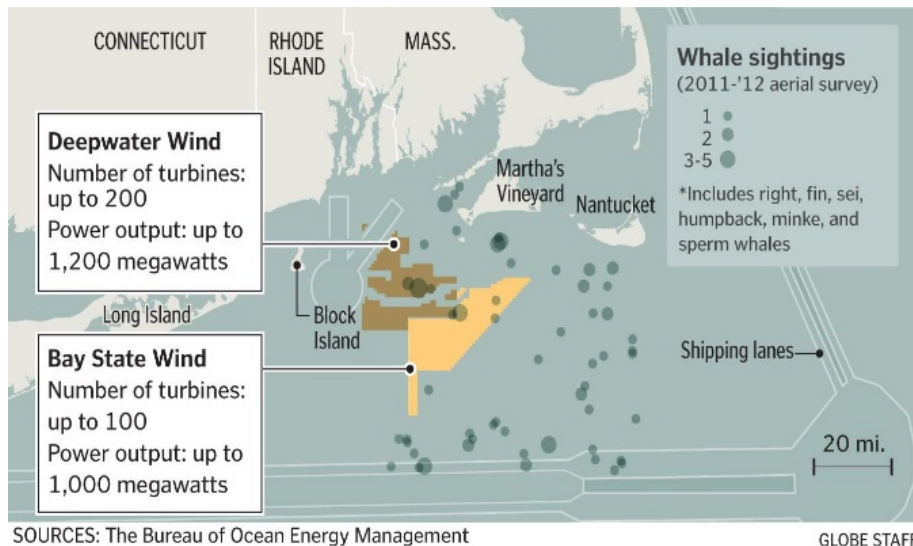 CONNECTICUT
RHODE
ISLAND
MASS.
Whale sightings
(2011-'12 aerial survey)
1
2
3-5
*Includes right, fin, sei,
humpback, minke, and
sperm whales
Deepwater Wind
Number of turbines:
up to 200
Power output: up to
1,200 megawatts
Martha's
Vineyard
Nantucket
Long Island
Block
Island
Bay State Wind
Number of turbines:
up to 100
Power output: up to
1,000 megawatts
Shipping lanes
20 mi.
SOURCES: The Bureau of Ocean Energy Management
GLOBE STAFF